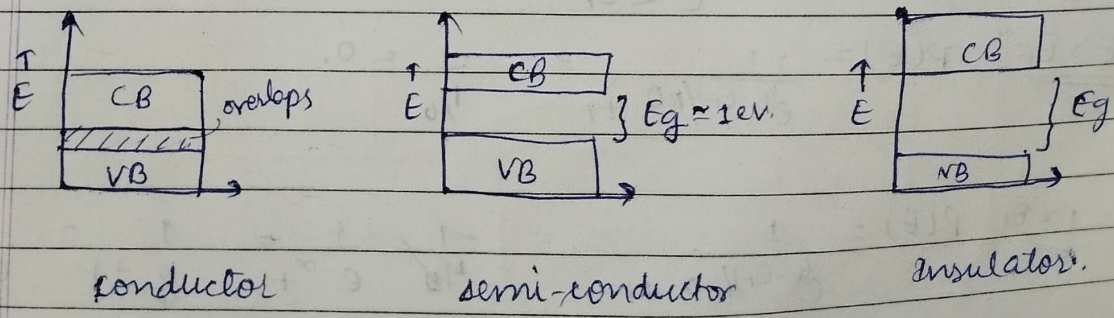 ↑
E
CB
overlaps
VB
↑
E
CB
} Eg ≃ 1ev.
VB
↑
E
CB
} Eg
VB
conductor
semi-conductor
Insulator.